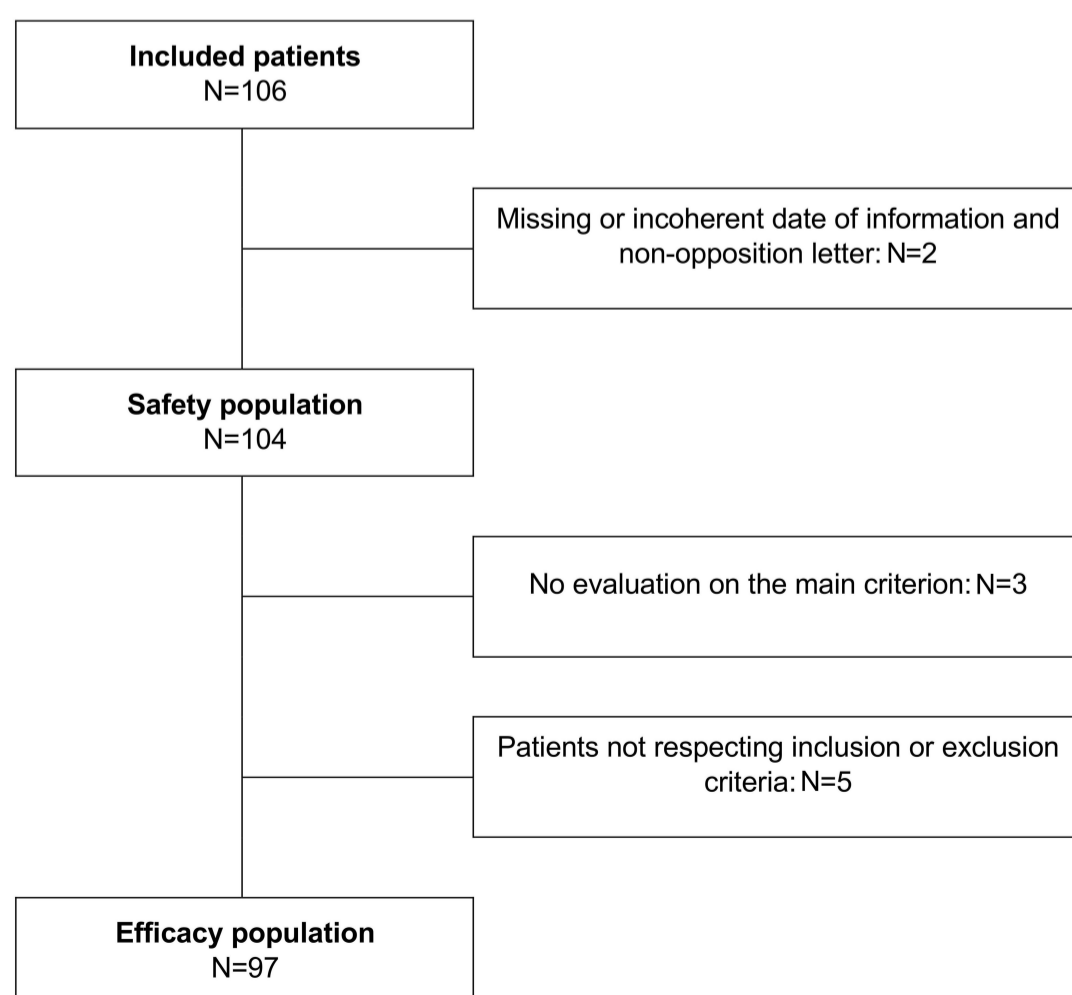 Included patients
N=106
Missing or incoherent date of information and
non-opposition letter: N=2
Safety population
N=104
No evaluation on the main criterion: N=3
Patients not respecting inclusion or exclusion
criteria: N=5
Efficacy population
N=97